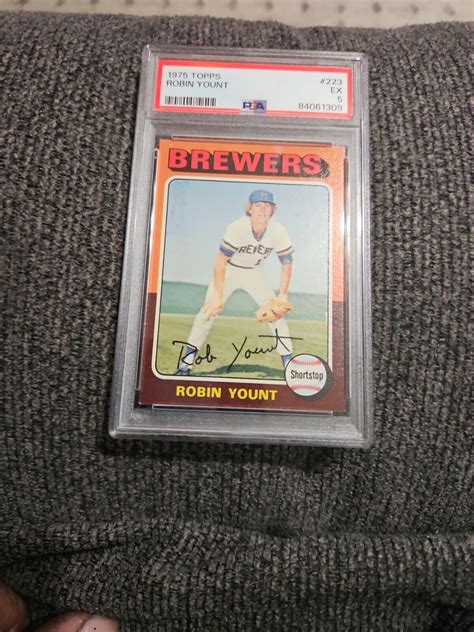 1975 TOPPS #223
ROBIN YOUNT EX 5
PSA 84061309
BREWERS
Rob Yount
ROBIN YOUNT
Shortstop